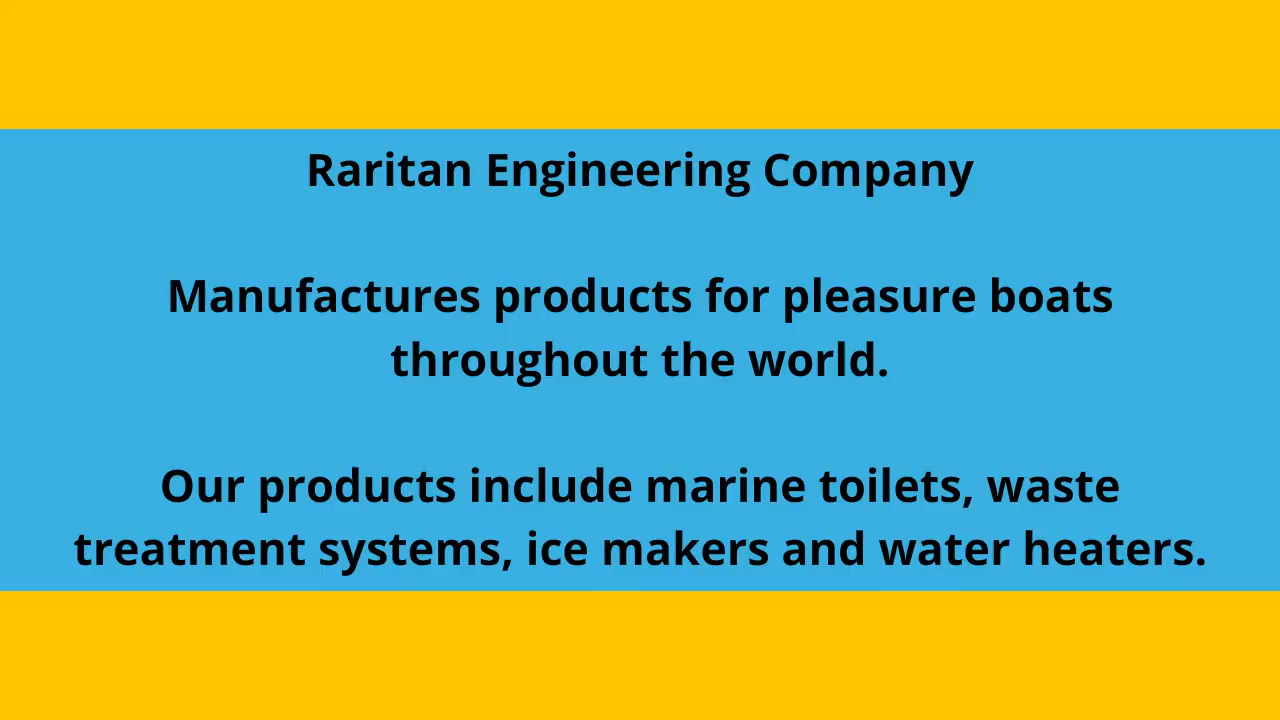 Raritan Engineering Company
Manufactures products for pleasure boats
throughout the world.
Our products include marine toilets, waste
treatment systems, ice makers and water heaters.